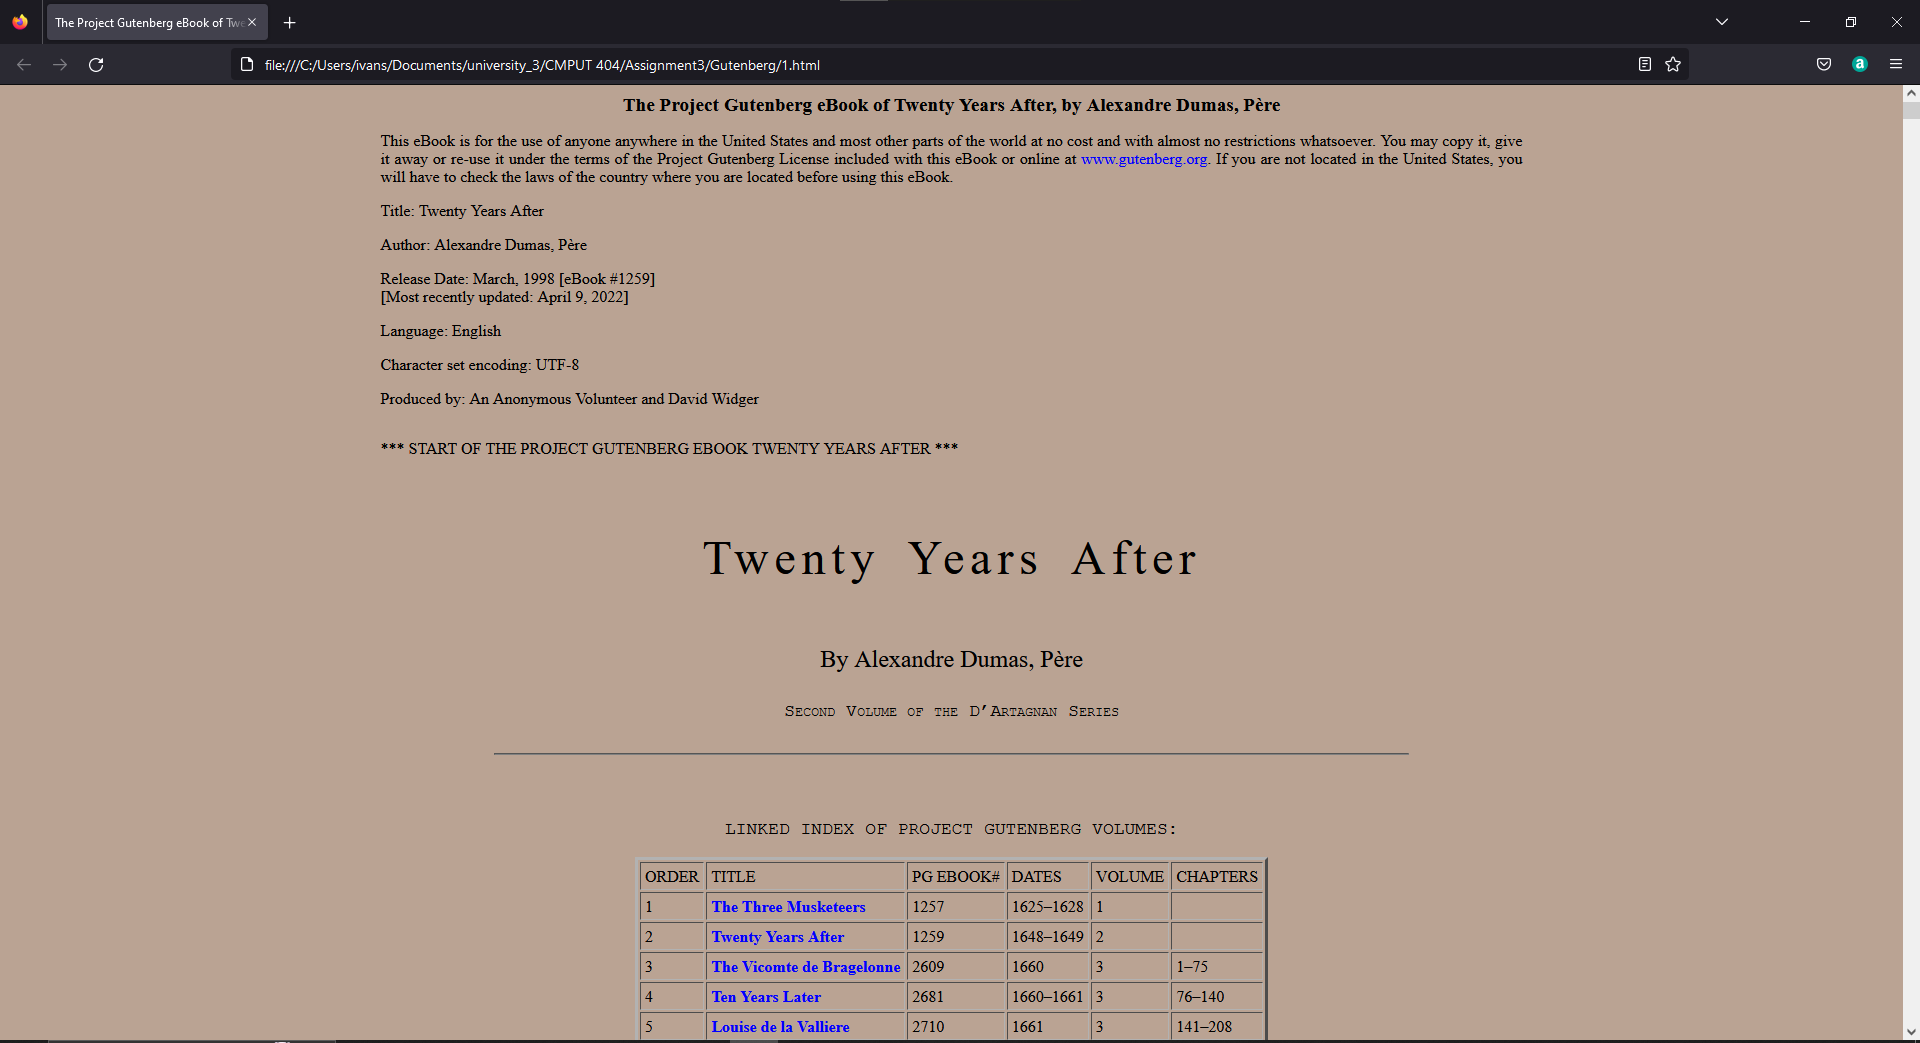 The Project Gutenberg eBook of Twe
file:///C:/Users/ivans/Documents/university_3/CMPUT 404/Assignment3/Gutenberg/1.html
The Project Gutenberg eBook of Twenty Years After, by Alexandre Dumas, Père
This eBook is for the use of anyone anywhere in the United States and most other parts of the world at no cost and with almost no restrictions whatsoever. You may copy it, give
it away or re-use it under the terms of the Project Gutenberg License included with this eBook or online at www.gutenberg.org. If you are not located in the United States, you
will have to check the laws of the country where you are located before using this eBook.
Title: Twenty Years After
Author: Alexandre Dumas, Père
Release Date: March, 1998 [eBook #1259]
[Most recently updated: April 9, 2022]
Language: English
Character set encoding: UTF-8
Produced by: An Anonymous Volunteer and David Widger
*** START OF THE PROJECT GUTENBERG EBOOK TWENTY YEARS AFTER ***
Twenty Years After
By Alexandre Dumas, Père
Second Volume of the D’Artagnan Series
LINKED INDEX OF PROJECT GUTENBERG VOLUMES:
ORDER TITLE PG EBOOK# DATES VOLUME CHAPTERS
1 The Three Musketeers 1257 1625–1628 1
2 Twenty Years After 1259 1648–1649 2
3 The Vicomte de Bragelonne 2609 1660 3 1–75
4 Ten Years Later 2681 1660–1661 3 76–140
5 Louise de la Valliere 2710 1661 3 141–208